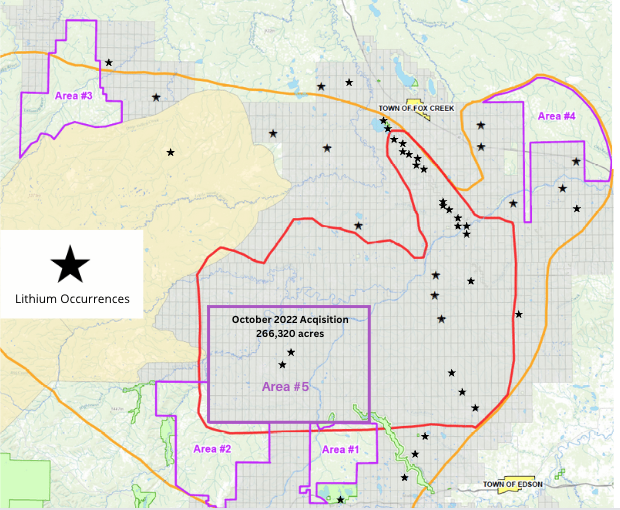 Area #3
TOWN OF FOX CREEK
Area #4
Lithium Occurrences
October 2022 Acqisition
266,320 acres
Area #5
Area #2
Area #1
TOWN OF EDSON